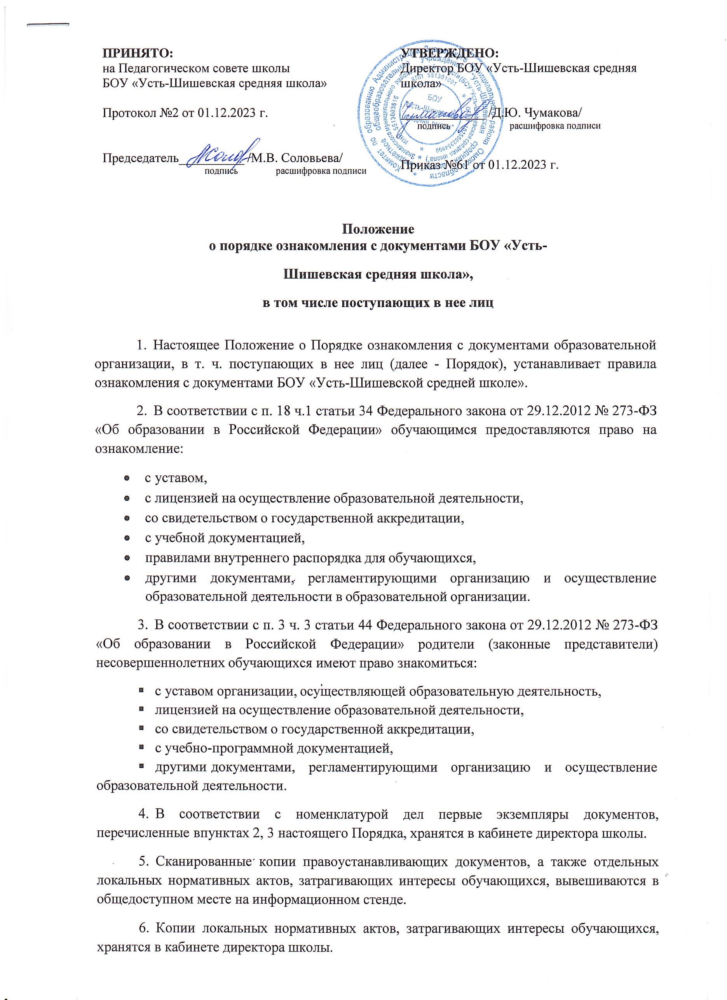 ПРИНЯТО:
на Педагогическом совете школы
БОУ «Усть-Шишевская средняя школа»
Протокол №2 от 01.12.2023 г.
Председатель__________/М.В. Соловьева/
подпись расшифровка подписи
УТВЕРЖДЕНО:
Директор БОУ «Усть-Шишевская средняя
школа»
/Д.Ю. Чумакова/
подпись расшифровка подписи
Приказ №61 от 01.12.2023 г.
БОУ
КПП 551301001
ИНН 5513003616
Положение
о порядке ознакомления с документами БОУ «Усть-
Шишевская средняя школа»,
в том числе поступающих в нее лиц
1. Настоящее Положение о Порядке ознакомления с документами образовательной
организации, в т. ч. поступающих в нее лиц (далее - Порядок), устанавливает правила
ознакомления с документами БОУ «Усть-Шишевской средней школе».
2. В соответствии с п. 18 ч.1 статьи 34 Федерального закона от 29.12.2012 № 273-ФЗ
«Об образовании в Российской Федерации» обучающимся предоставляются право на
ознакомление:
• с уставом,
• с лицензией на осуществление образовательной деятельности,
• со свидетельством о государственной аккредитации,
• с учебной документацией,
• правилами внутреннего распорядка для обучающихся,
• другими документами, регламентирующими организацию и осуществление
образовательной деятельности в образовательной организации.
3. В соответствии с п. 3 ч. 3 статьи 44 Федерального закона от 29.12.2012 № 273-ФЗ
«Об образовании в Российской Федерации» родители (законные представители)
несовершеннолетних обучающихся имеют право знакомиться:
▪ с уставом организации, осуществляющей образовательную деятельность,
▪ лицензией на осуществление образовательной деятельности,
▪ со свидетельством о государственной аккредитации,
▪ с учебно-программной документацией,
▪ другими документами, регламентирующими организацию и осуществление
образовательной деятельности.
4. В соответствии с номенклатурой дел первые экземпляры документов,
перечисленные впунктах 2, 3 настоящего Порядка, хранятся в кабинете директора школы.
5. Сканированные копии правоустанавливающих документов, а также отдельных
локальных нормативных актов, затрагивающих интересы обучающихся, вывешиваются в
общедоступном месте на информационном стенде.
6. Копии локальных нормативных актов, затрагивающих интересы обучающихся,
хранятся в кабинете директора школы.